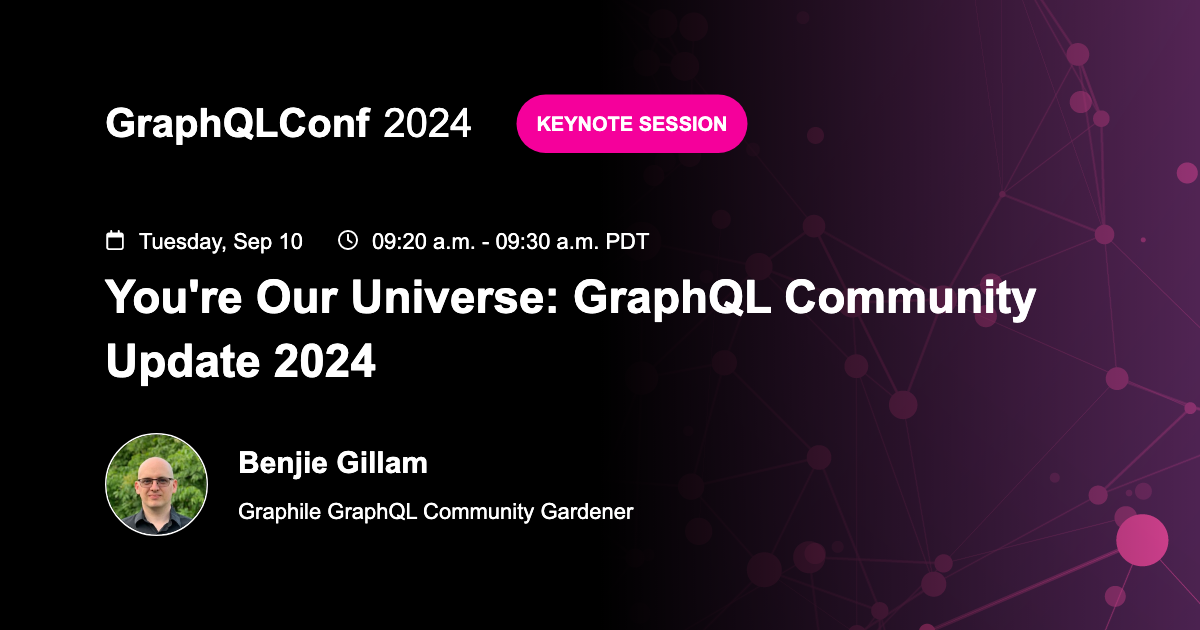 GraphQLConf 2024
KEYNOTE SESSION
Tuesday, Sep 10
09:20 a.m. - 09:30 a.m. PDT
You're Our Universe: GraphQL Community
Update 2024
Benjie Gillam
Graphile GraphQL Community Gardener